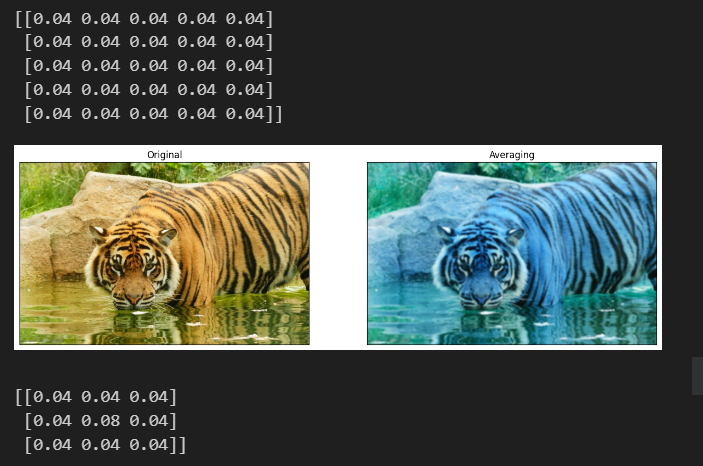 [[0.04 0.04 0.04 0.04 0.04]
[0.04 0.04 0.04 0.04 0.04]
[0.04 0.04 0.04 0.04 0.04]
[0.04 0.04 0.04 0.04 0.04]
[0.04 0.04 0.04 0.04 0.04]]
Original
Averaging
[[0.04 0.04 0.04]
[0.04 0.08 0.04]
[0.04 0.04 0.04]]